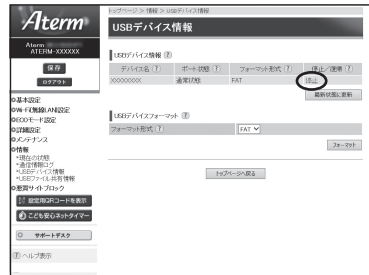 Aterm
Aterm
ATERM-XXXXXX
保存
ログアウト
基本設定
Wi-Fi(無線LAN)設定
ECOモード設定
詳細設定
メンテナンス
情報
現在の状態
通信情報ログ
USBデバイス情報
USBファイル共有情報
悪質サイトブロック
設定用QRコードを表示
こども安心ネットタイマー
サポートデスク
? ヘルプ表示
トップページ > 情報 > USBデバイス情報
USBデバイス情報
USBデバイス情報 ?
デバイス名 ? ポート状態 ? フォーマット形式 ? 停止/復帰 ?
XXXXXXXX 通常状態 FAT 停止
最新状態に更新
USBデバイスフォーマット ?
フォーマット形式 ? FAT
フォーマット
トップページへ戻る